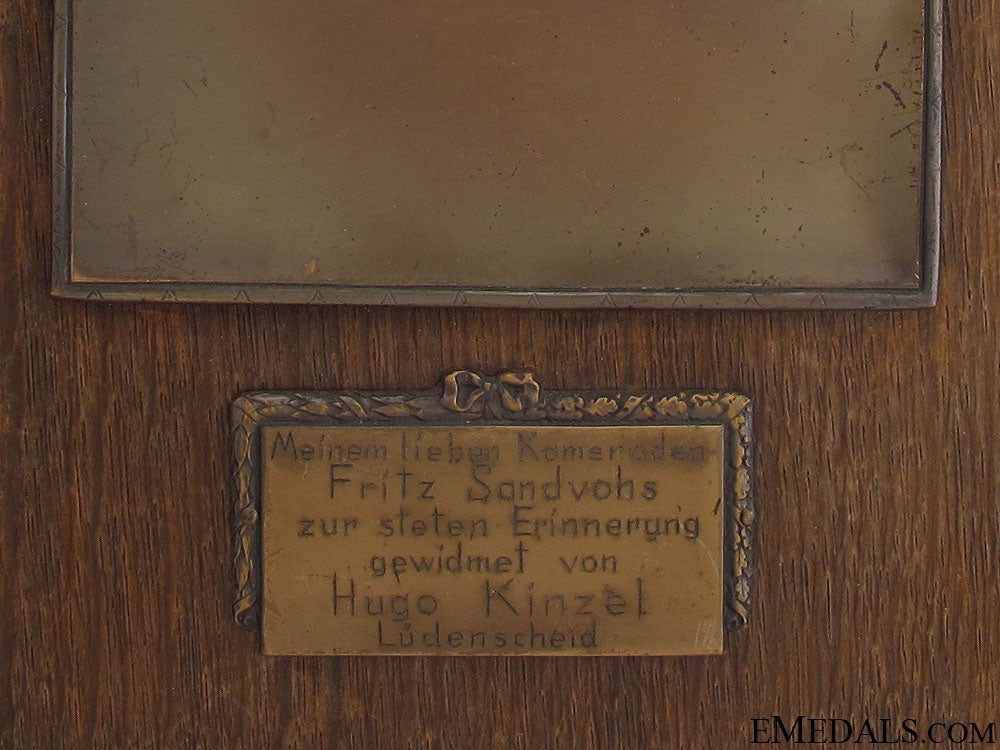 Meinem lieben Kameraden
Fritz Sandvohs
zur steten Erinnerung
gewidmet von
Hugo Kinzel
Lüdenscheid
EMEDALS.COM